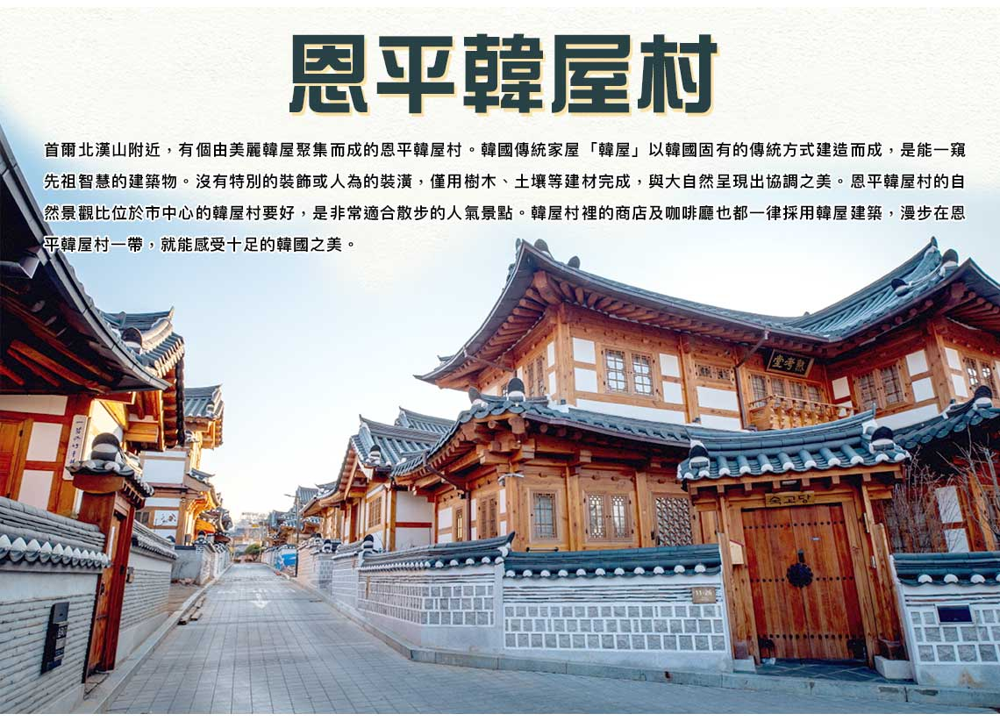 恩平韓屋村
首爾北漢山附近，有個由美麗韓屋聚集而成的恩平韓屋村。韓國傳統家屋「韓屋」以韓國固有的傳統方式建造而成，是能一窺
先祖智慧的建築物。沒有特別的裝飾或人為的裝潢，僅用樹木、土壤等建材完成，與大自然呈現出協調之美。恩平韓屋村的自
然景觀比位於市中心的韓屋村要好，是非常適合散步的人氣景點。韓屋村裡的商店及咖啡廳也都一律採用韓屋建築，漫步在恩
平韓屋村一帶，就能感受十足的韓國之美。
숙고당
11-26